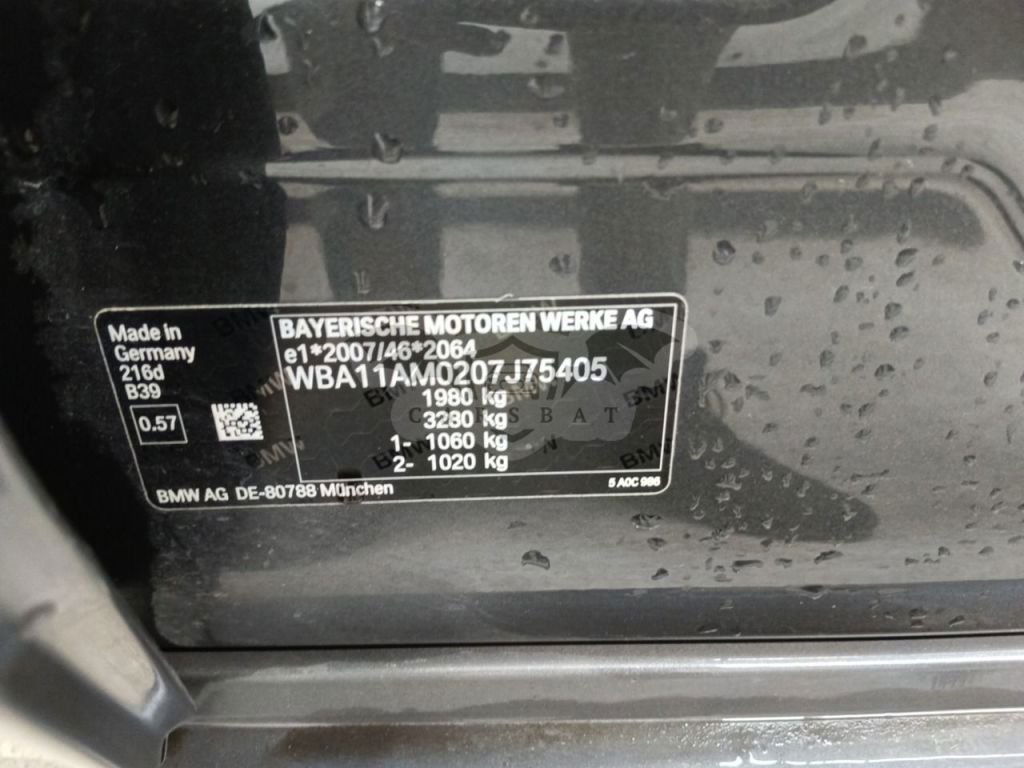 Made in
Germany
216d
B39
0.57
BAYERISCHE MOTOREN WERKE AG
e1*2007/46*2064
WBA11AM0207J75405
1980 kg
3280 kg
1- 1060 kg
2- 1020 kg
BMW AG DE-80788 München
5 A0C 986